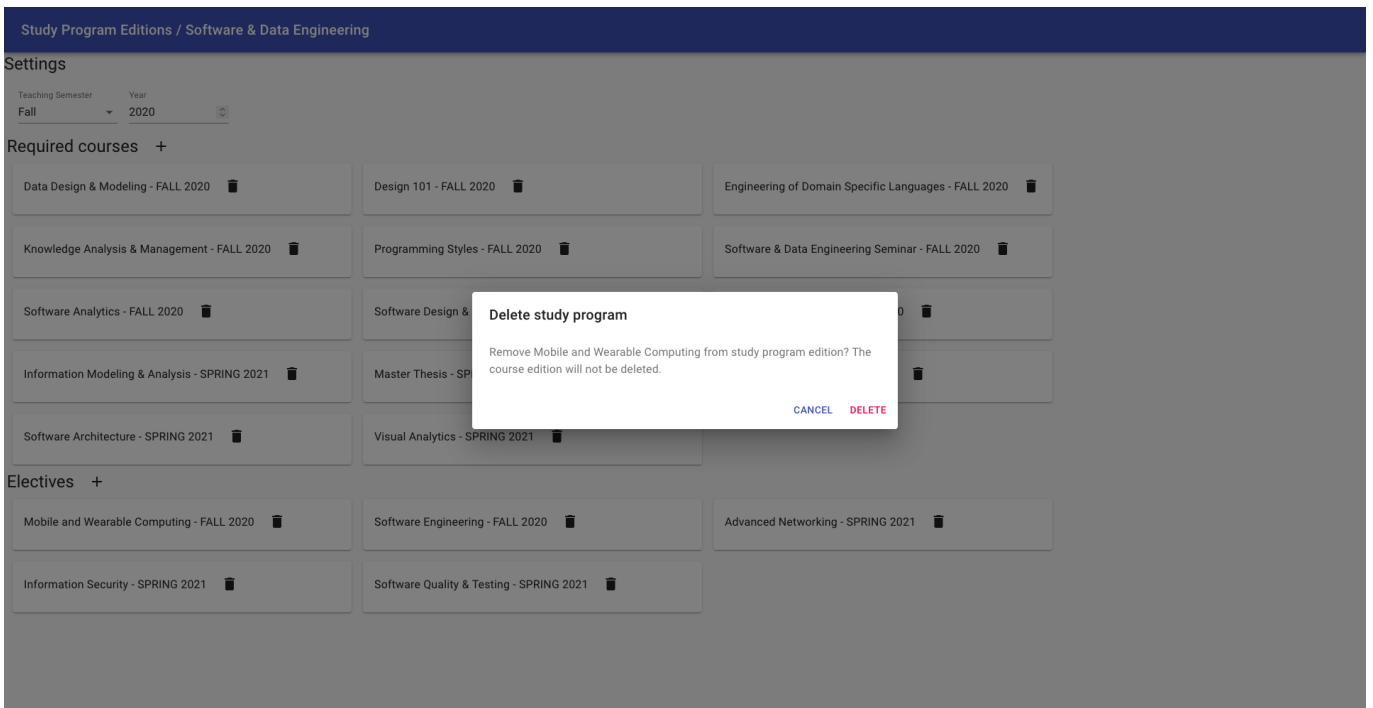 Study Program Editions / Software & Data Engineering
Settings
Teaching Semester Year
Fall 2020
Required courses +
Data Design & Modeling - FALL 2020
Design 101 - FALL 2020
Engineering of Domain Specific Languages - FALL 2020
Knowledge Analysis & Management - FALL 2020
Programming Styles - FALL 2020
Software & Data Engineering Seminar - FALL 2020
Software Analytics - FALL 2020
Software Design &
0
Information Modeling & Analysis - SPRING 2021
Master Thesis - SP
Software Architecture - SPRING 2021
Visual Analytics - SPRING 2021
Delete study program
Remove Mobile and Wearable Computing from study program edition? The
course edition will not be deleted.
CANCEL DELETE
Electives +
Mobile and Wearable Computing - FALL 2020
Software Engineering - FALL 2020
Advanced Networking - SPRING 2021
Information Security - SPRING 2021
Software Quality & Testing - SPRING 2021